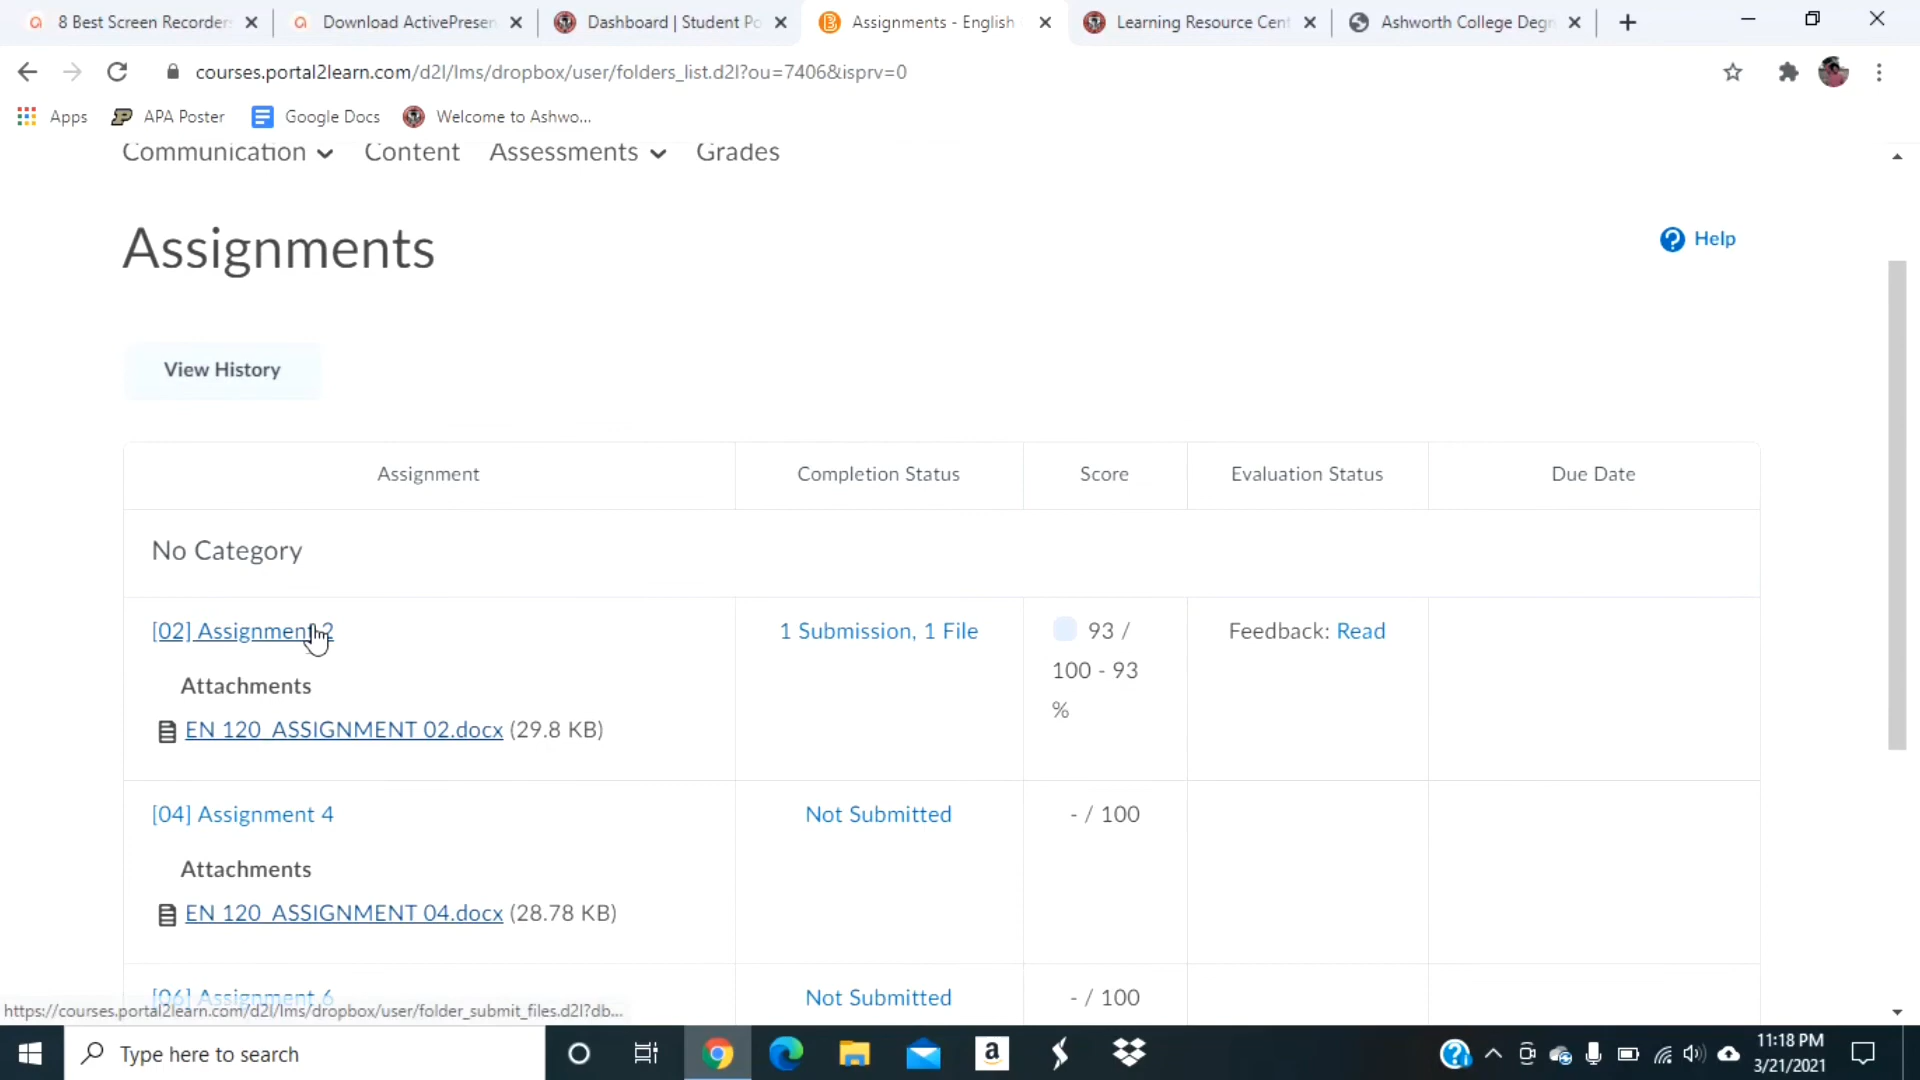 8 Best Screen Recorder
Download ActivePresen
Dashboard | Student Po
Assignments - English
Learning Resource Cent
Ashworth College Degr
courses.portal2learn.com/d2l/lms/dropbox/user/folders_list.d2l?ou=7406&isprv=0
Apps
APA Poster
Google Docs
Welcome to Ashwo...
Communication
Content
Assessments
Grades
Assignments
Help
View History
Assignment
Completion Status
Score
Evaluation Status
Due Date
No Category
[02] Assignment 2
1 Submission, 1 File
93 /
100 - 93
%
Feedback: Read
Attachments
EN 120_ASSIGNMENT 02.docx (29.8 KB)
[04] Assignment 4
Not Submitted
- / 100
Attachments
EN 120_ASSIGNMENT 04.docx (28.78 KB)
[06] Assignment 6
Not Submitted
- / 100
https://courses.portal2learn.com/d2l/lms/dropbox/user/folder_submit_files.d2l?db...
Type here to search
11:18 PM
3/21/2021